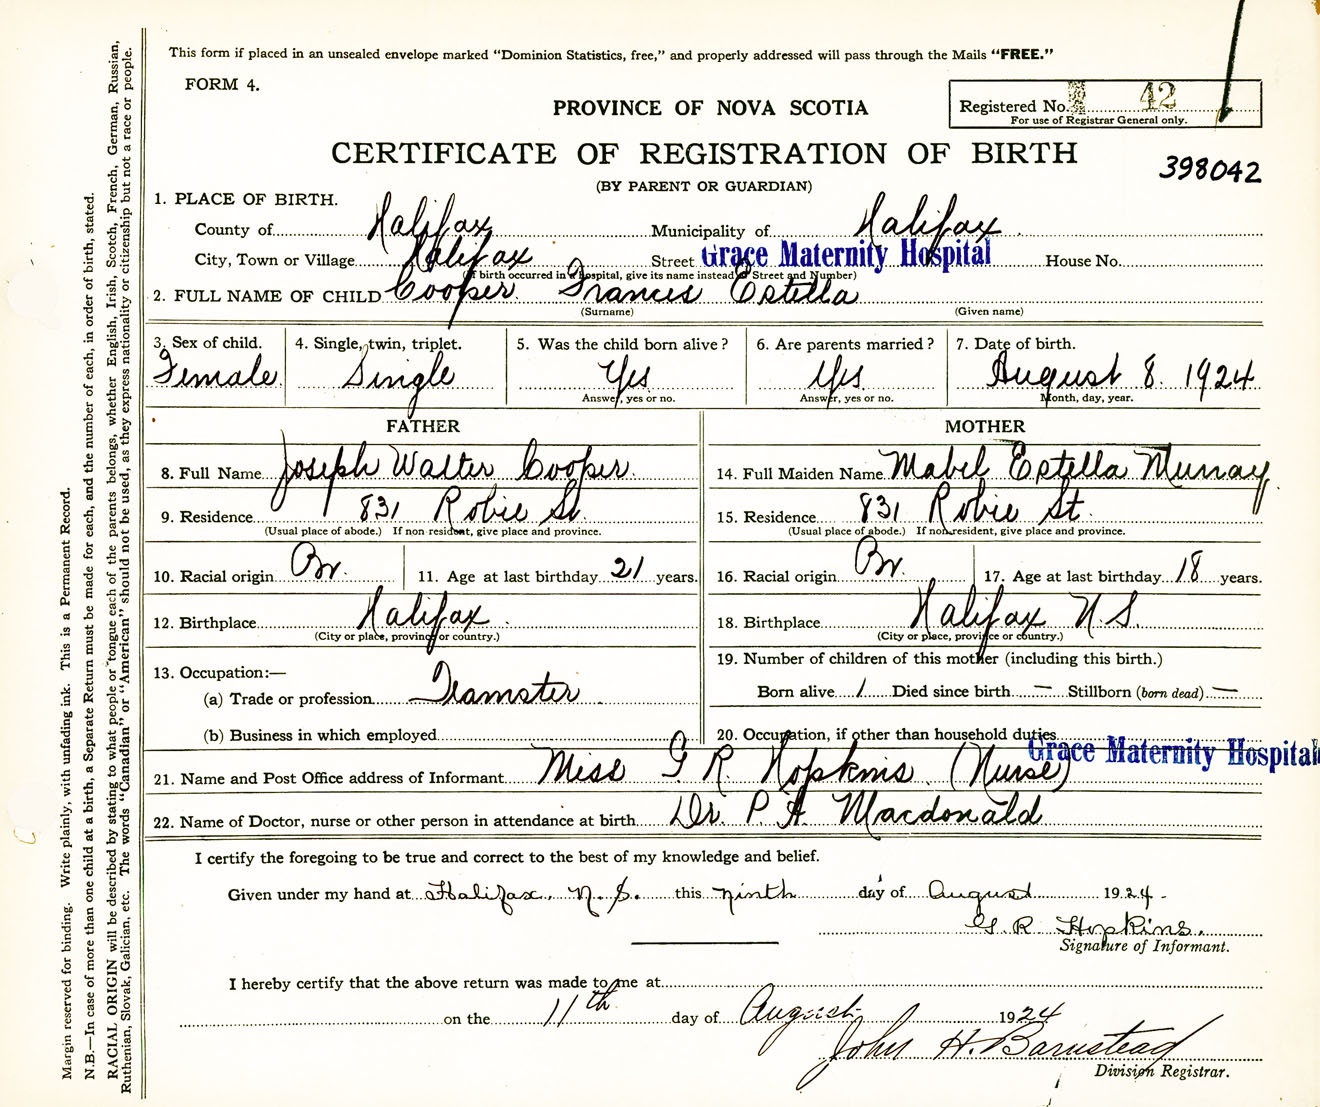 This form if placed in an unsealed envelope marked "Dominion Statistics, free," and properly addressed will pass through the Mails "FREE."
FORM 4.
PROVINCE OF NOVA SCOTIA
Registered No. 42
For use of Registrar General only.
CERTIFICATE OF REGISTRATION OF BIRTH
398042
(BY PARENT OR GUARDIAN)
1. PLACE OF BIRTH.
County of Halifax Municipality of Halifax
City, Town or Village Halifax Street Grace Maternity Hospital House No.
(If birth occurred in a hospital, give its name instead of Street and Number)
2. FULL NAME OF CHILD Cooper Frances Estella
(Surname) (Given name)
3. Sex of child. 4. Single, twin, triplet. 5. Was the child born alive? 6. Are parents married? 7. Date of birth.
Female Single Yes Yes August 8. 1924
Answer, yes or no. Answer, yes or no. Month, day, year.
FATHER MOTHER
8. Full Name Joseph Walter Cooper. 14. Full Maiden Name Mabel Estella Murray
9. Residence 831 Robie St. 15. Residence 831 Robie St.
(Usual place of abode.) If non-resident, give place and province. (Usual place of abode.) If non-resident, give place and province.
10. Racial origin Br. 11. Age at last birthday 21 years. 16. Racial origin Br. 17. Age at last birthday 18 years.
12. Birthplace Halifax 18. Birthplace Halifax N.S.
(City or place, province or country.) (City or place, province or country.)
13. Occupation:— 19. Number of children of this mother (including this birth.)
(a) Trade or profession Teamster Born alive 1 Died since birth — Stillborn (born dead) —
(b) Business in which employed 20. Occupation, if other than household duties
21. Name and Post Office address of Informant Miss G R. Hopkins. (Nurse) Grace Maternity Hospital
22. Name of Doctor, nurse or other person in attendance at birth Dr. P. A. Macdonald
I certify the foregoing to be true and correct to the best of my knowledge and belief.
Given under my hand at Halifax, N.S. this ninth day of August 1924.
G. R. Hopkins.
Signature of Informant.
I hereby certify that the above return was made to me at
on the 11th day of August 1924
John H. Barnstead
Division Registrar.
Margin reserved for binding. Write plainly, with unfading ink. This is a Permanent Record.
N.B.—In case of more than one child at a birth, a Separate Return must be made for each, and the number of each, in order of birth, stated.
RACIAL ORIGIN will be described by stating to what people or tongue each of the parents belongs, whether English, Irish, Scotch, French, German, Russian,
Ruthenian, Slovak, Galician, etc. The words "Canadian" or "American" should not be used, as they express nationality or citizenship but not a race or people.